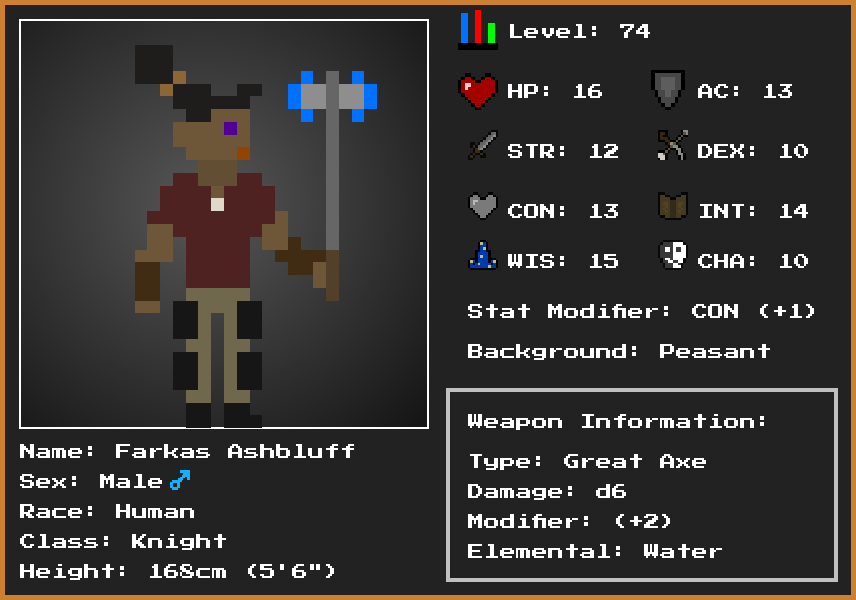 Level: 74
HP: 16 AC: 13
STR: 12 DEX: 10
CON: 13 INT: 14
WIS: 15 CHA: 10
Stat Modifier: CON (+1)
Background: Peasant
Weapon Information:
Type: Great Axe
Damage: d6
Modifier: (+2)
Elemental: Water
Name: Farkas Ashbluff
Sex: Male ♂
Race: Human
Class: Knight
Height: 168cm (5'6")